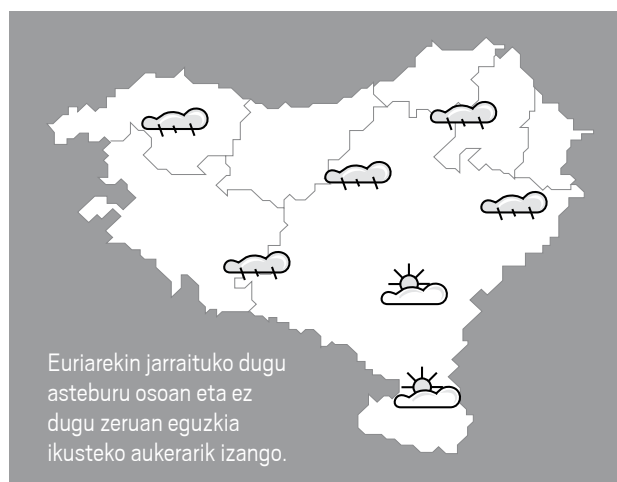 Euriarekin jarraituko dugu
asteburu osoan eta ez
dugu zeruan eguzkia
ikusteko aukerarik izango.